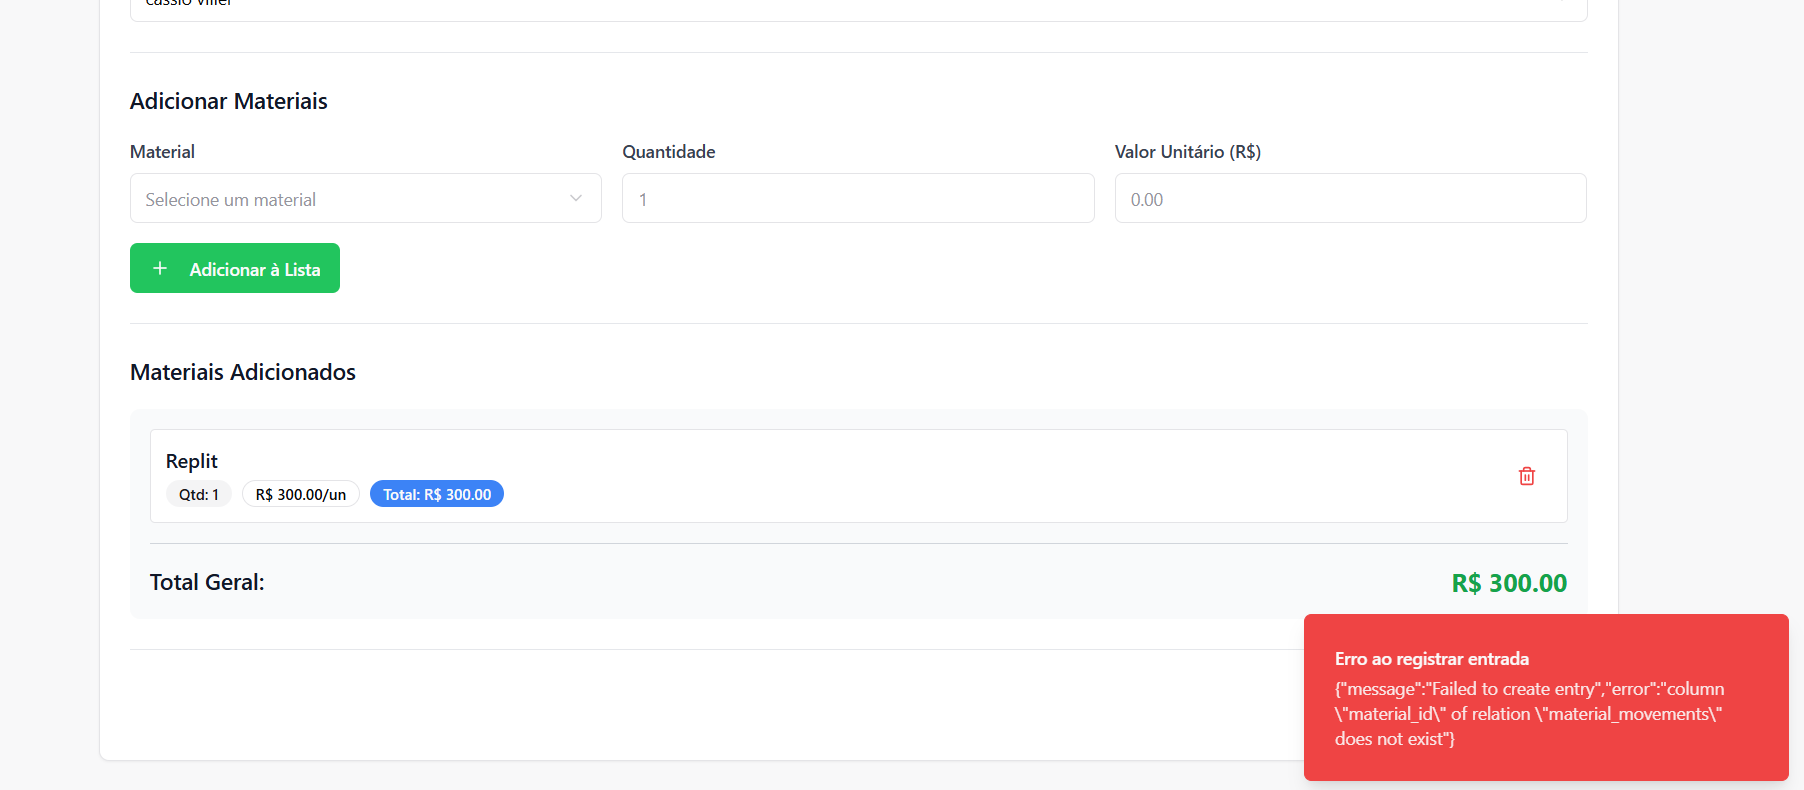 Adicionar Materiais
Material
Quantidade
Valor Unitário (R$)
Selecione um material
1
0.00
+ Adicionar à Lista
Materiais Adicionados
Replit
Qtd: 1
R$ 300.00/un
Total: R$ 300.00
Total Geral:
R$ 300.00
Erro ao registrar entrada
{"message":"Failed to create entry","error":"column
\"material_id\" of relation \"material_movements\"
does not exist"}